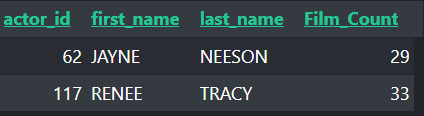 actor_id first_name last_name Film_Count
62 JAYNE NEESON 29
117 RENEE TRACY 33